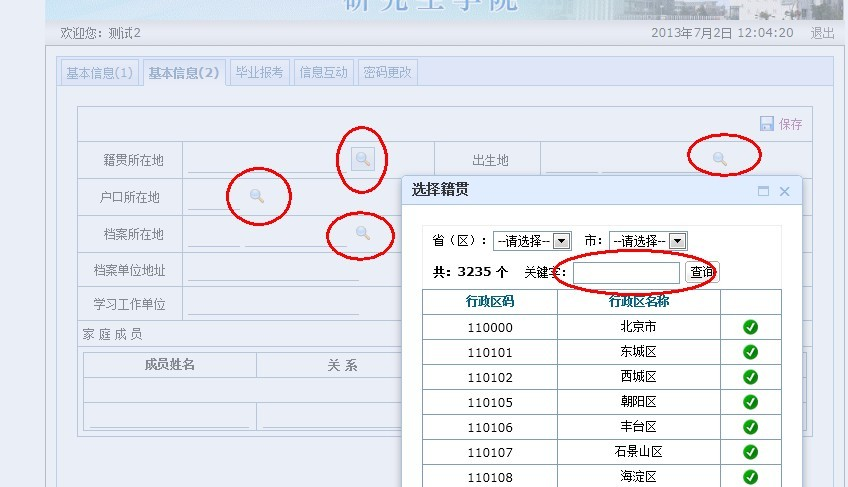 研究生学院
欢迎您：测试2
2013年7月2日 12:04:20 退出
基本信息(1) 基本信息(2) 毕业报考 信息互动 密码更改
保存
籍贯所在地 出生地
户口所在地
档案所在地
档案单位地址
学习工作单位
家 庭 成 员
成员姓名 关 系
选择籍贯
省（区）： --请选择-- 市： --请选择--
共：3235 个 关键字： 查询
行政区码 行政区名称
110000 北京市
110101 东城区
110102 西城区
110105 朝阳区
110106 丰台区
110107 石景山区
110108 海淀区